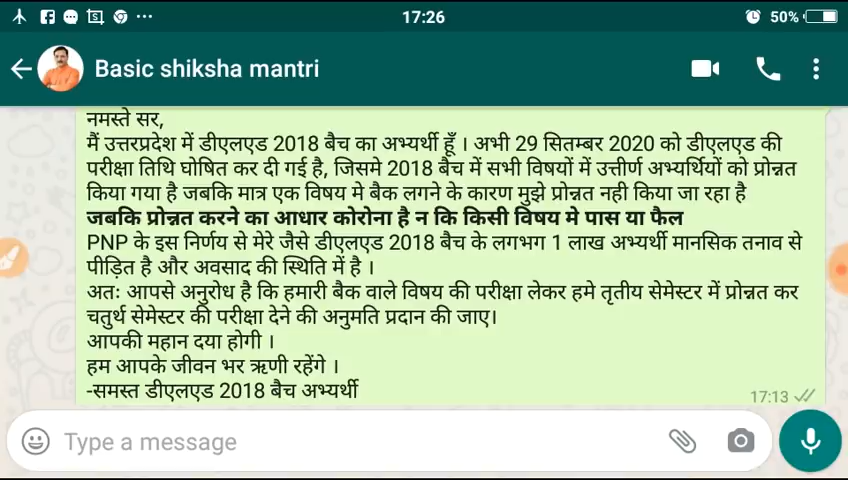 17:26
50%
Basic shiksha mantri
नमस्ते सर,
मैं उत्तरप्रदेश में डीएलएड 2018 बैच का अभ्यर्थी हूँ । अभी 29 सितम्बर 2020 को डीएलएड की
परीक्षा तिथि घोषित कर दी गई है, जिसमे 2018 बैच में सभी विषयों में उत्तीर्ण अभ्यर्थियों को प्रोन्नत
किया गया है जबकि मात्र एक विषय मे बैक लगने के कारण मुझे प्रोन्नत नही किया जा रहा है
जबकि प्रोन्नत करने का आधार कोरोना है न कि किसी विषय मे पास या फैल
PNP के इस निर्णय से मेरे जैसे डीएलएड 2018 बैच के लगभग 1 लाख अभ्यर्थी मानसिक तनाव से
पीड़ित है और अवसाद की स्थिति में है ।
अतः आपसे अनुरोध है कि हमारी बैक वाले विषय की परीक्षा लेकर हमे तृतीय सेमेस्टर में प्रोन्नत कर
चतुर्थ सेमेस्टर की परीक्षा देने की अनुमति प्रदान की जाए।
आपकी महान दया होगी ।
हम आपके जीवन भर ऋणी रहेंगे ।
-समस्त डीएलएड 2018 बैच अभ्यर्थी
17:13
Type a message